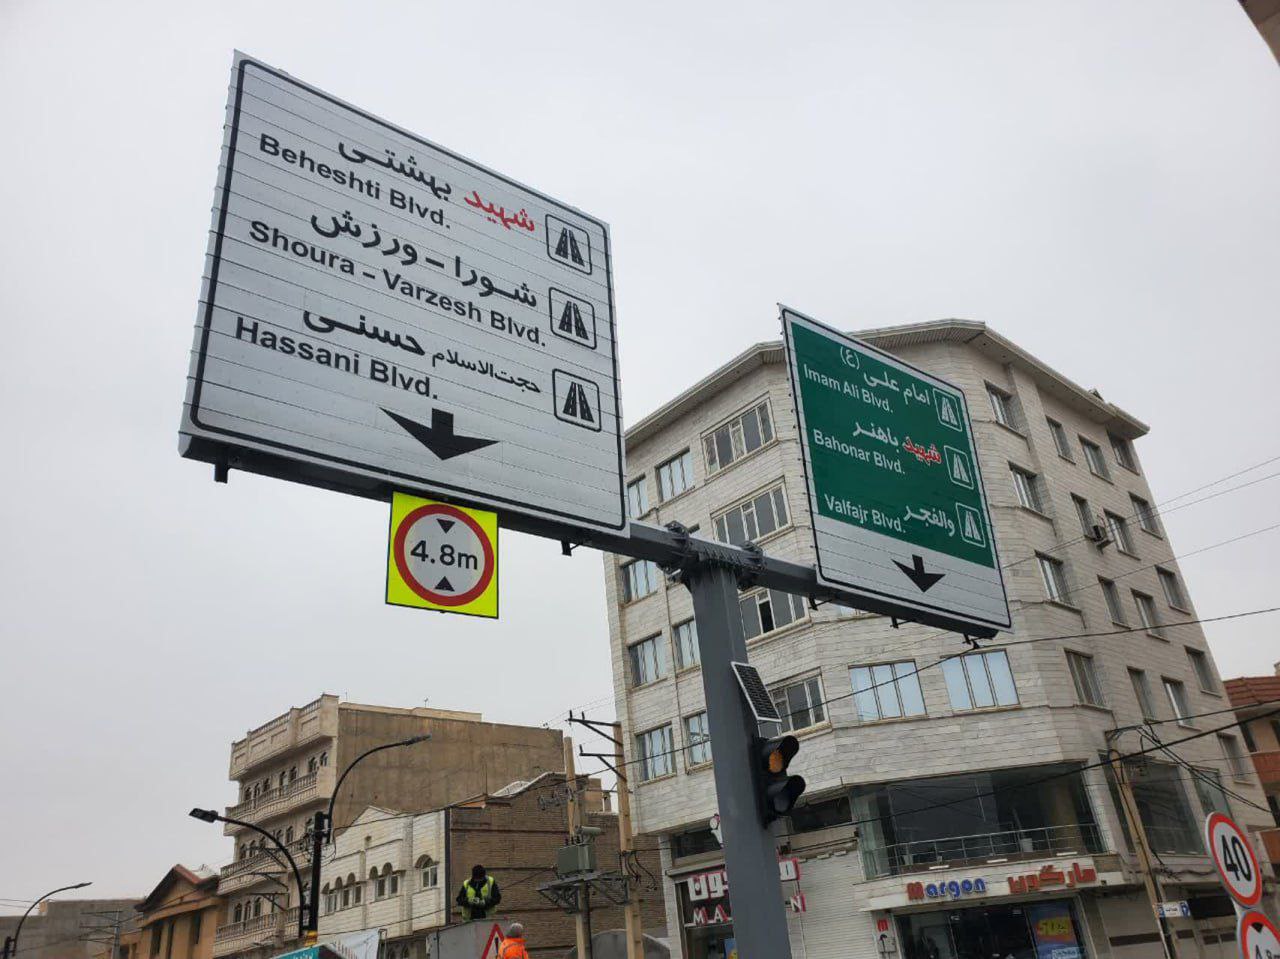 شهید بهشتی
Beheshti Blvd.
شورا - ورزش
Shoura - Varzesh Blvd.
حجت‌الاسلام حسنی
Hassani Blvd.
4.8m
امام علی (ع)
Imam Ali Blvd.
شهید باهنر
Bahonar Blvd.
والفجر
Valfajr Blvd.
Margon مارگون
40